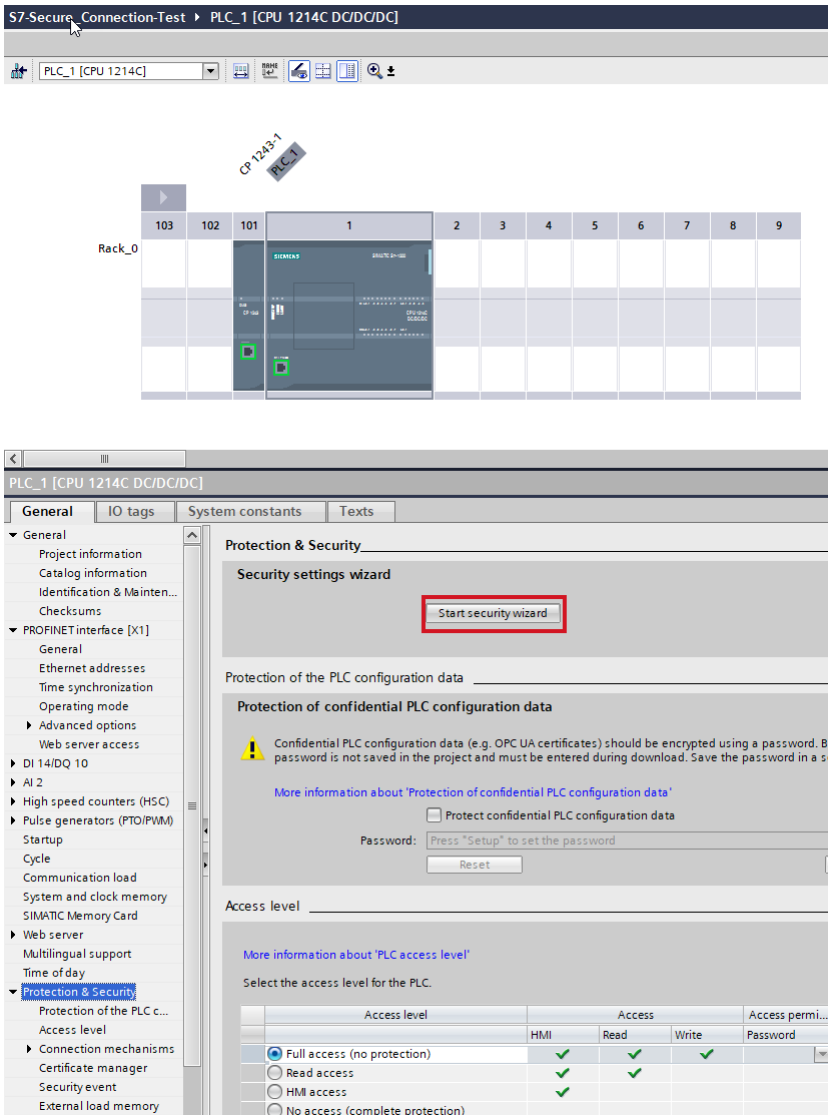 S7-Secure_Connection-Test PLC_1 [CPU 1214C DC/DC/DC]
PLC_1 [CPU 1214C]
CP 1243-1
PLC_1
103 102 101 1 2 3 4 5 6 7 8 9
Rack_0
SIEMENS
PLC_1 [CPU 1214C DC/DC/DC]
General IO tags System constants Texts
General
Project information
Catalog information
Identification & Mainten...
Checksums
PROFINET interface [X1]
General
Ethernet addresses
Time synchronization
Operating mode
Advanced options
Web server access
DI 14/DQ 10
AI 2
High speed counters (HSC)
Pulse generators (PTO/PWM)
Startup
Cycle
Communication load
System and clock memory
SIMATIC Memory Card
Web server
Multilingual support
Time of day
Protection & Security
Protection of the PLC c...
Access level
Connection mechanisms
Certificate manager
Security event
External load memory
Protection & Security
Security settings wizard
Start security wizard
Protection of the PLC configuration data
Protection of confidential PLC configuration data
Confidential PLC configuration data (e.g. OPC UA certificates) should be encrypted using a password. B
password is not saved in the project and must be entered during download. Save the password in a s
More information about 'Protection of confidential PLC configuration data'
Protect confidential PLC configuration data
Password: Press "Setup" to set the password
Reset
Access level
More information about 'PLC access level'
Select the access level for the PLC.
Access level Access Access permi...
HMI Read Write Password
Full access (no protection)
Read access
HMI access
No access (complete protection)